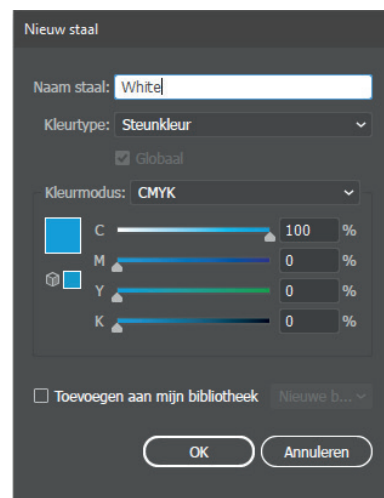 Nieuw staal
Naam staal: White
Kleurtype: Steunkleur
Globaal
Kleurmodus: CMYK
C 100 %
M 0 %
Y 0 %
K 0 %
Toevoegen aan mijn bibliotheek Nieuwe b...
OK Annuleren